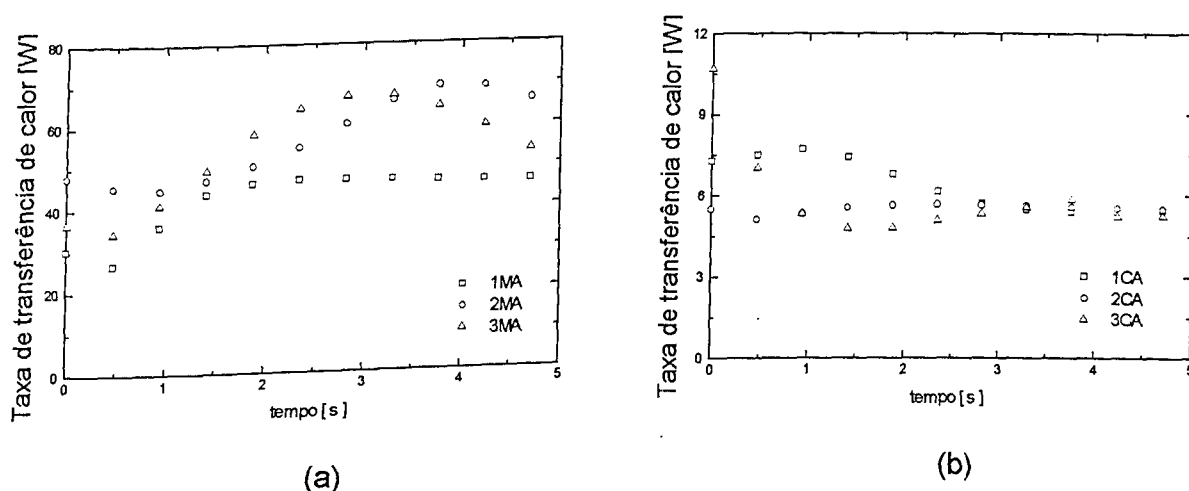 Taxa de transferência de calor [W]
80
60
40
20
0
0 1 2 3 4 5
tempo [ s ]
1MA
2MA
3MA
(a)
Taxa de transferência de calor [W]
12
9
6
3
0
0 1 2 3 4 5
tempo [ s ]
1CA
2CA
3CA
(b)